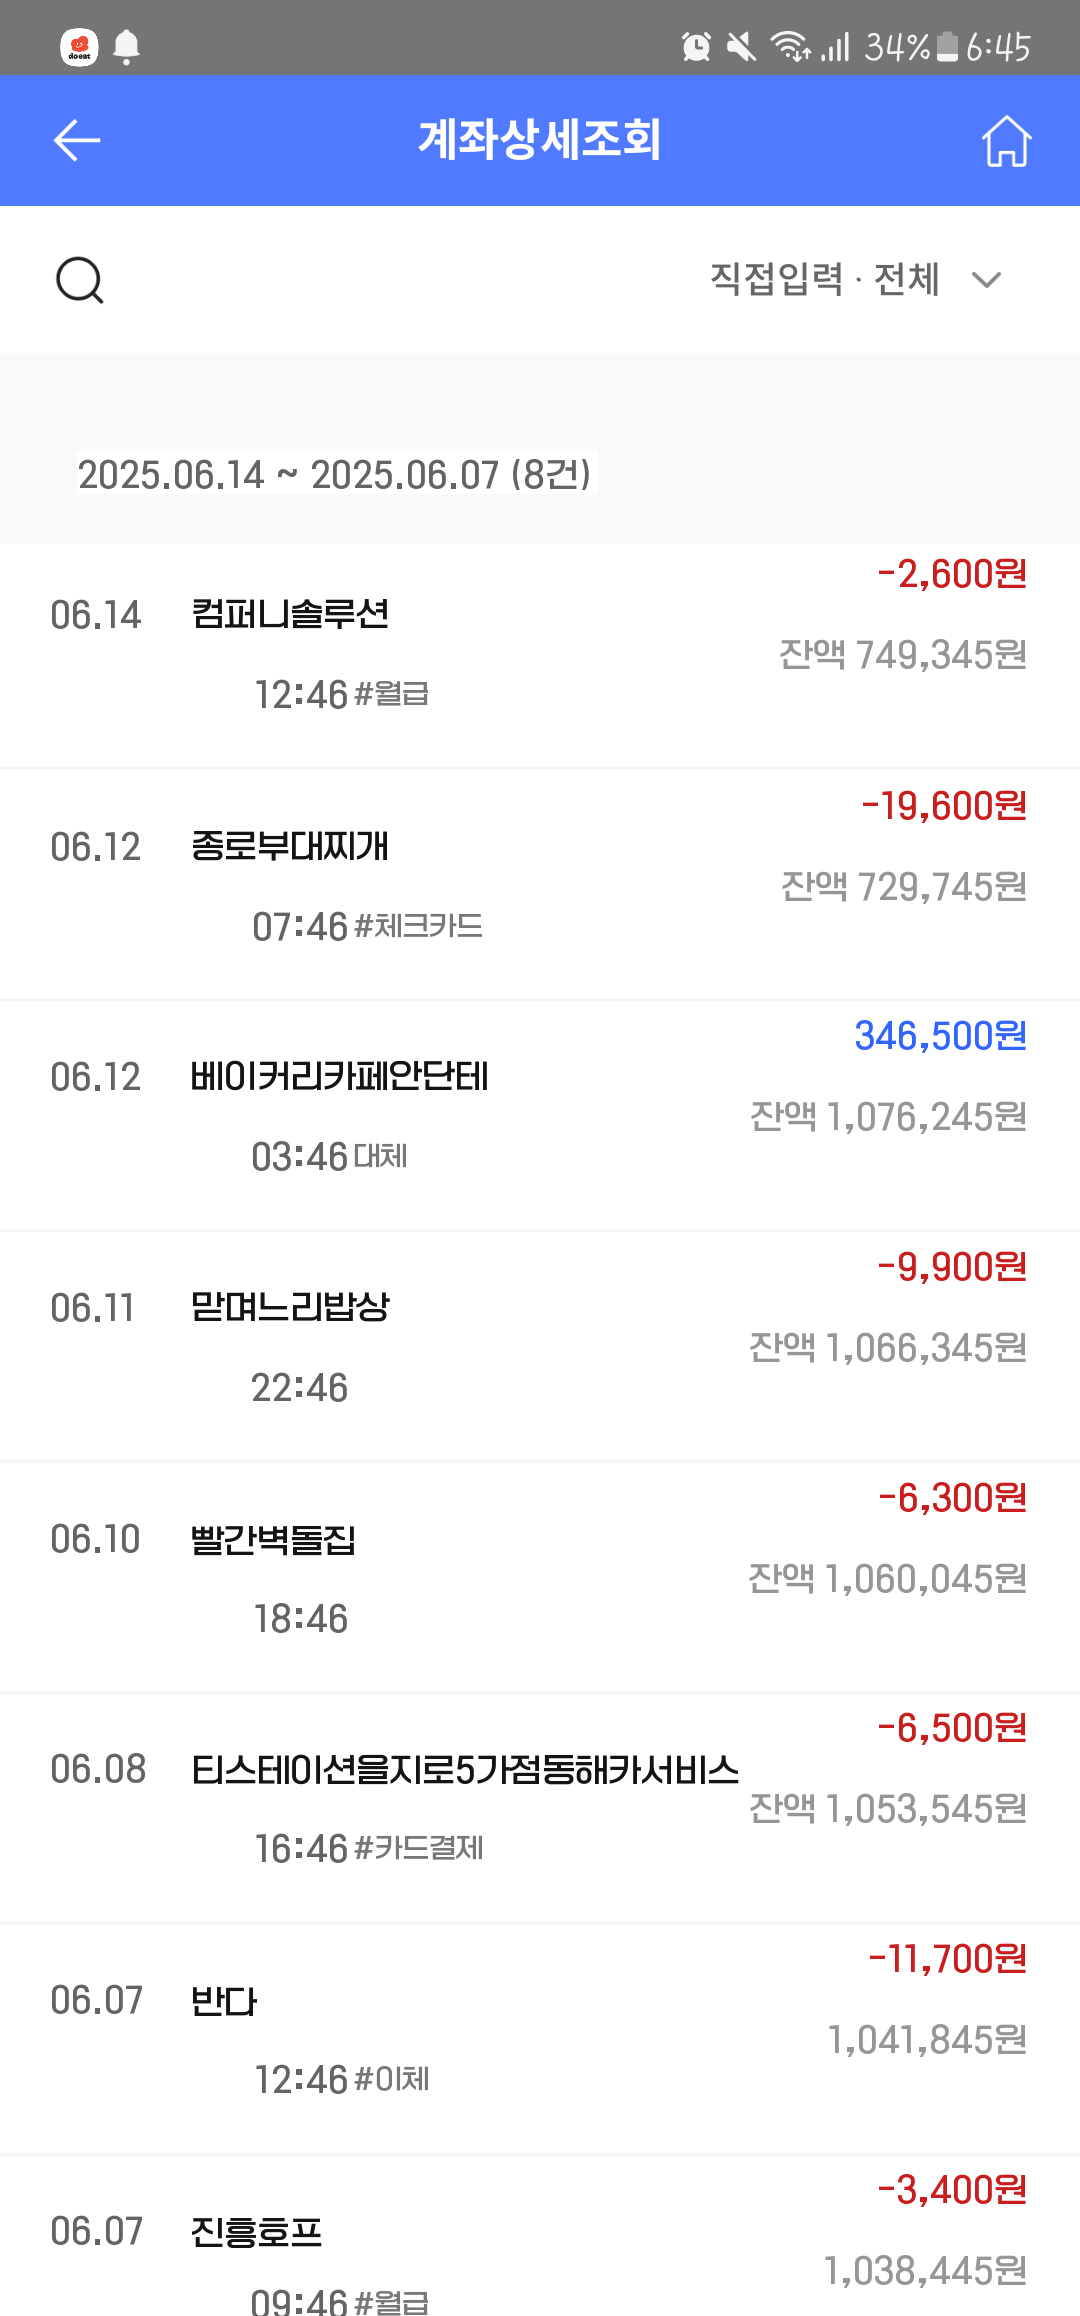 doeat
34% 6:45
계좌상세조회
직접입력 · 전체
2025.06.14 ~ 2025.06.07 (8건)
-2,600원
06.14 컴퍼니솔루션
잔액 749,345원
12:46 #월급
-19,600원
06.12 종로부대찌개
잔액 729,745원
07:46 #체크카드
346,500원
06.12 베이커리카페안단테
잔액 1,076,245원
03:46 대체
-9,900원
06.11 맏며느리밥상
잔액 1,066,345원
22:46
-6,300원
06.10 빨간벽돌집
잔액 1,060,045원
18:46
-6,500원
06.08 티스테이션을지로5가점동해카서비스
잔액 1,053,545원
16:46 #카드결제
-11,700원
06.07 반다
1,041,845원
12:46 #이체
-3,400원
06.07 진흥호프
1,038,445원
09:46 #월급